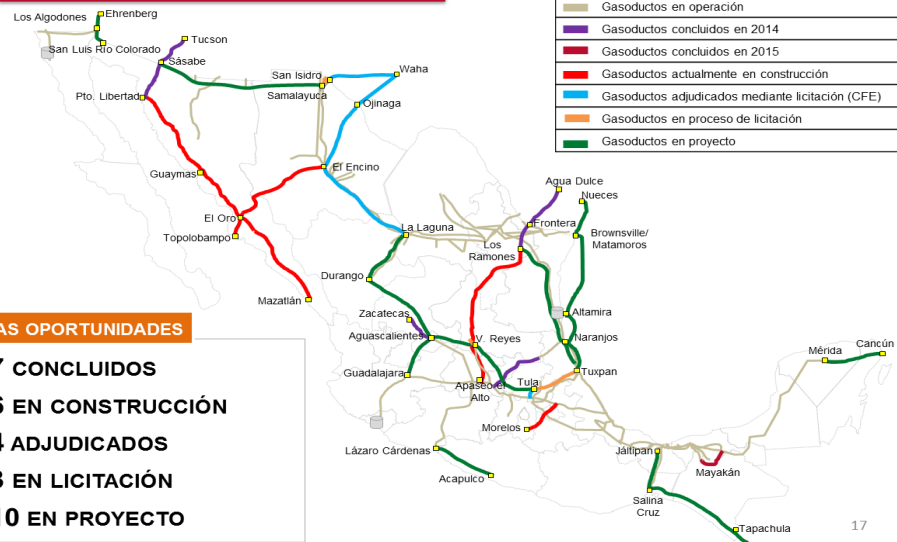 Gasoductos en operación
Gasoductos concluidos en 2014
Gasoductos concluidos en 2015
Gasoductos actualmente en construcción
Gasoductos adjudicados mediante licitación (CFE)
Gasoductos en proceso de licitación
Gasoductos en proyecto
Los Algodones
Ehrenberg
San Luis Río Colorado
Tucson
Sásabe
Pto. Libertad
San Isidro
Samalayuca
Waha
Ojinaga
Guaymas
El Encino
El Oro
Topolobampo
Mazatlán
Agua Dulce
Nueces
Frontera
Brownsville/
Matamoros
La Laguna
Los
Ramones
Durango
Zacatecas
Aguascalientes
V. Reyes
Altamira
Naranjos
Guadalajara
Apaseo el
Alto
Tula
Tuxpan
Morelos
Mérida
Cancún
Lázaro Cárdenas
Acapulco
Jáltipan
Mayakán
Salina
Cruz
Tapachula
AS OPORTUNIDADES
CONCLUIDOS
EN CONSTRUCCIÓN
ADJUDICADOS
EN LICITACIÓN
10 EN PROYECTO
17